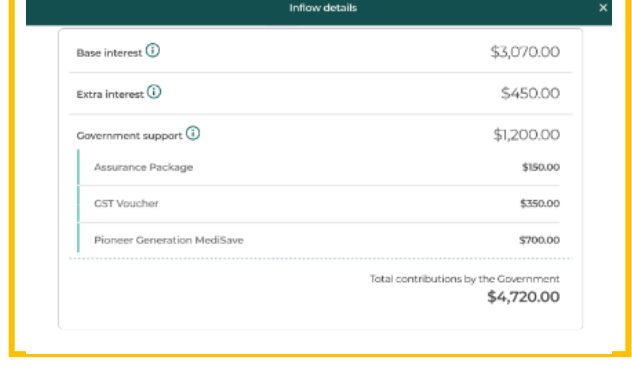 Inflow details ×
Base interest ⓘ $3,070.00
Extra interest ⓘ $450.00
Government support ⓘ $1,200.00
Assurance Package $150.00
GST Voucher $350.00
Pioneer Generation MediSave $700.00
Total contributions by the Government
$4,720.00